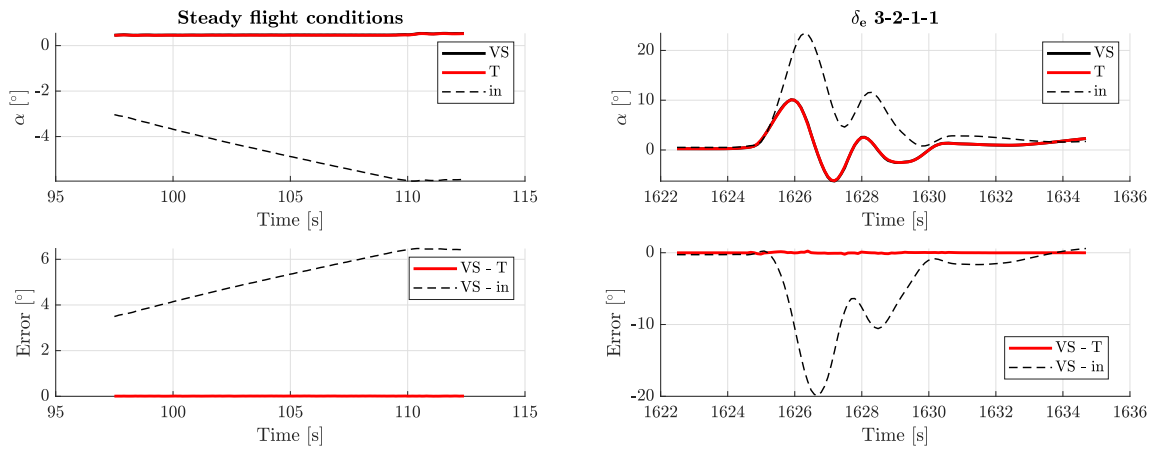 Steady flight conditions
0
-2
-4
α [°]
VS
T
in
95 100 105 110 115
Time [s]
δe 3-2-1-1
20
10
0
α [°]
VS
T
in
1622 1624 1626 1628 1630 1632 1634 1636
Time [s]
6
4
2
0
Error [°]
VS - T
VS - in
95 100 105 110 115
Time [s]
0
-10
-20
Error [°]
VS - T
VS - in
1622 1624 1626 1628 1630 1632 1634 1636
Time [s]